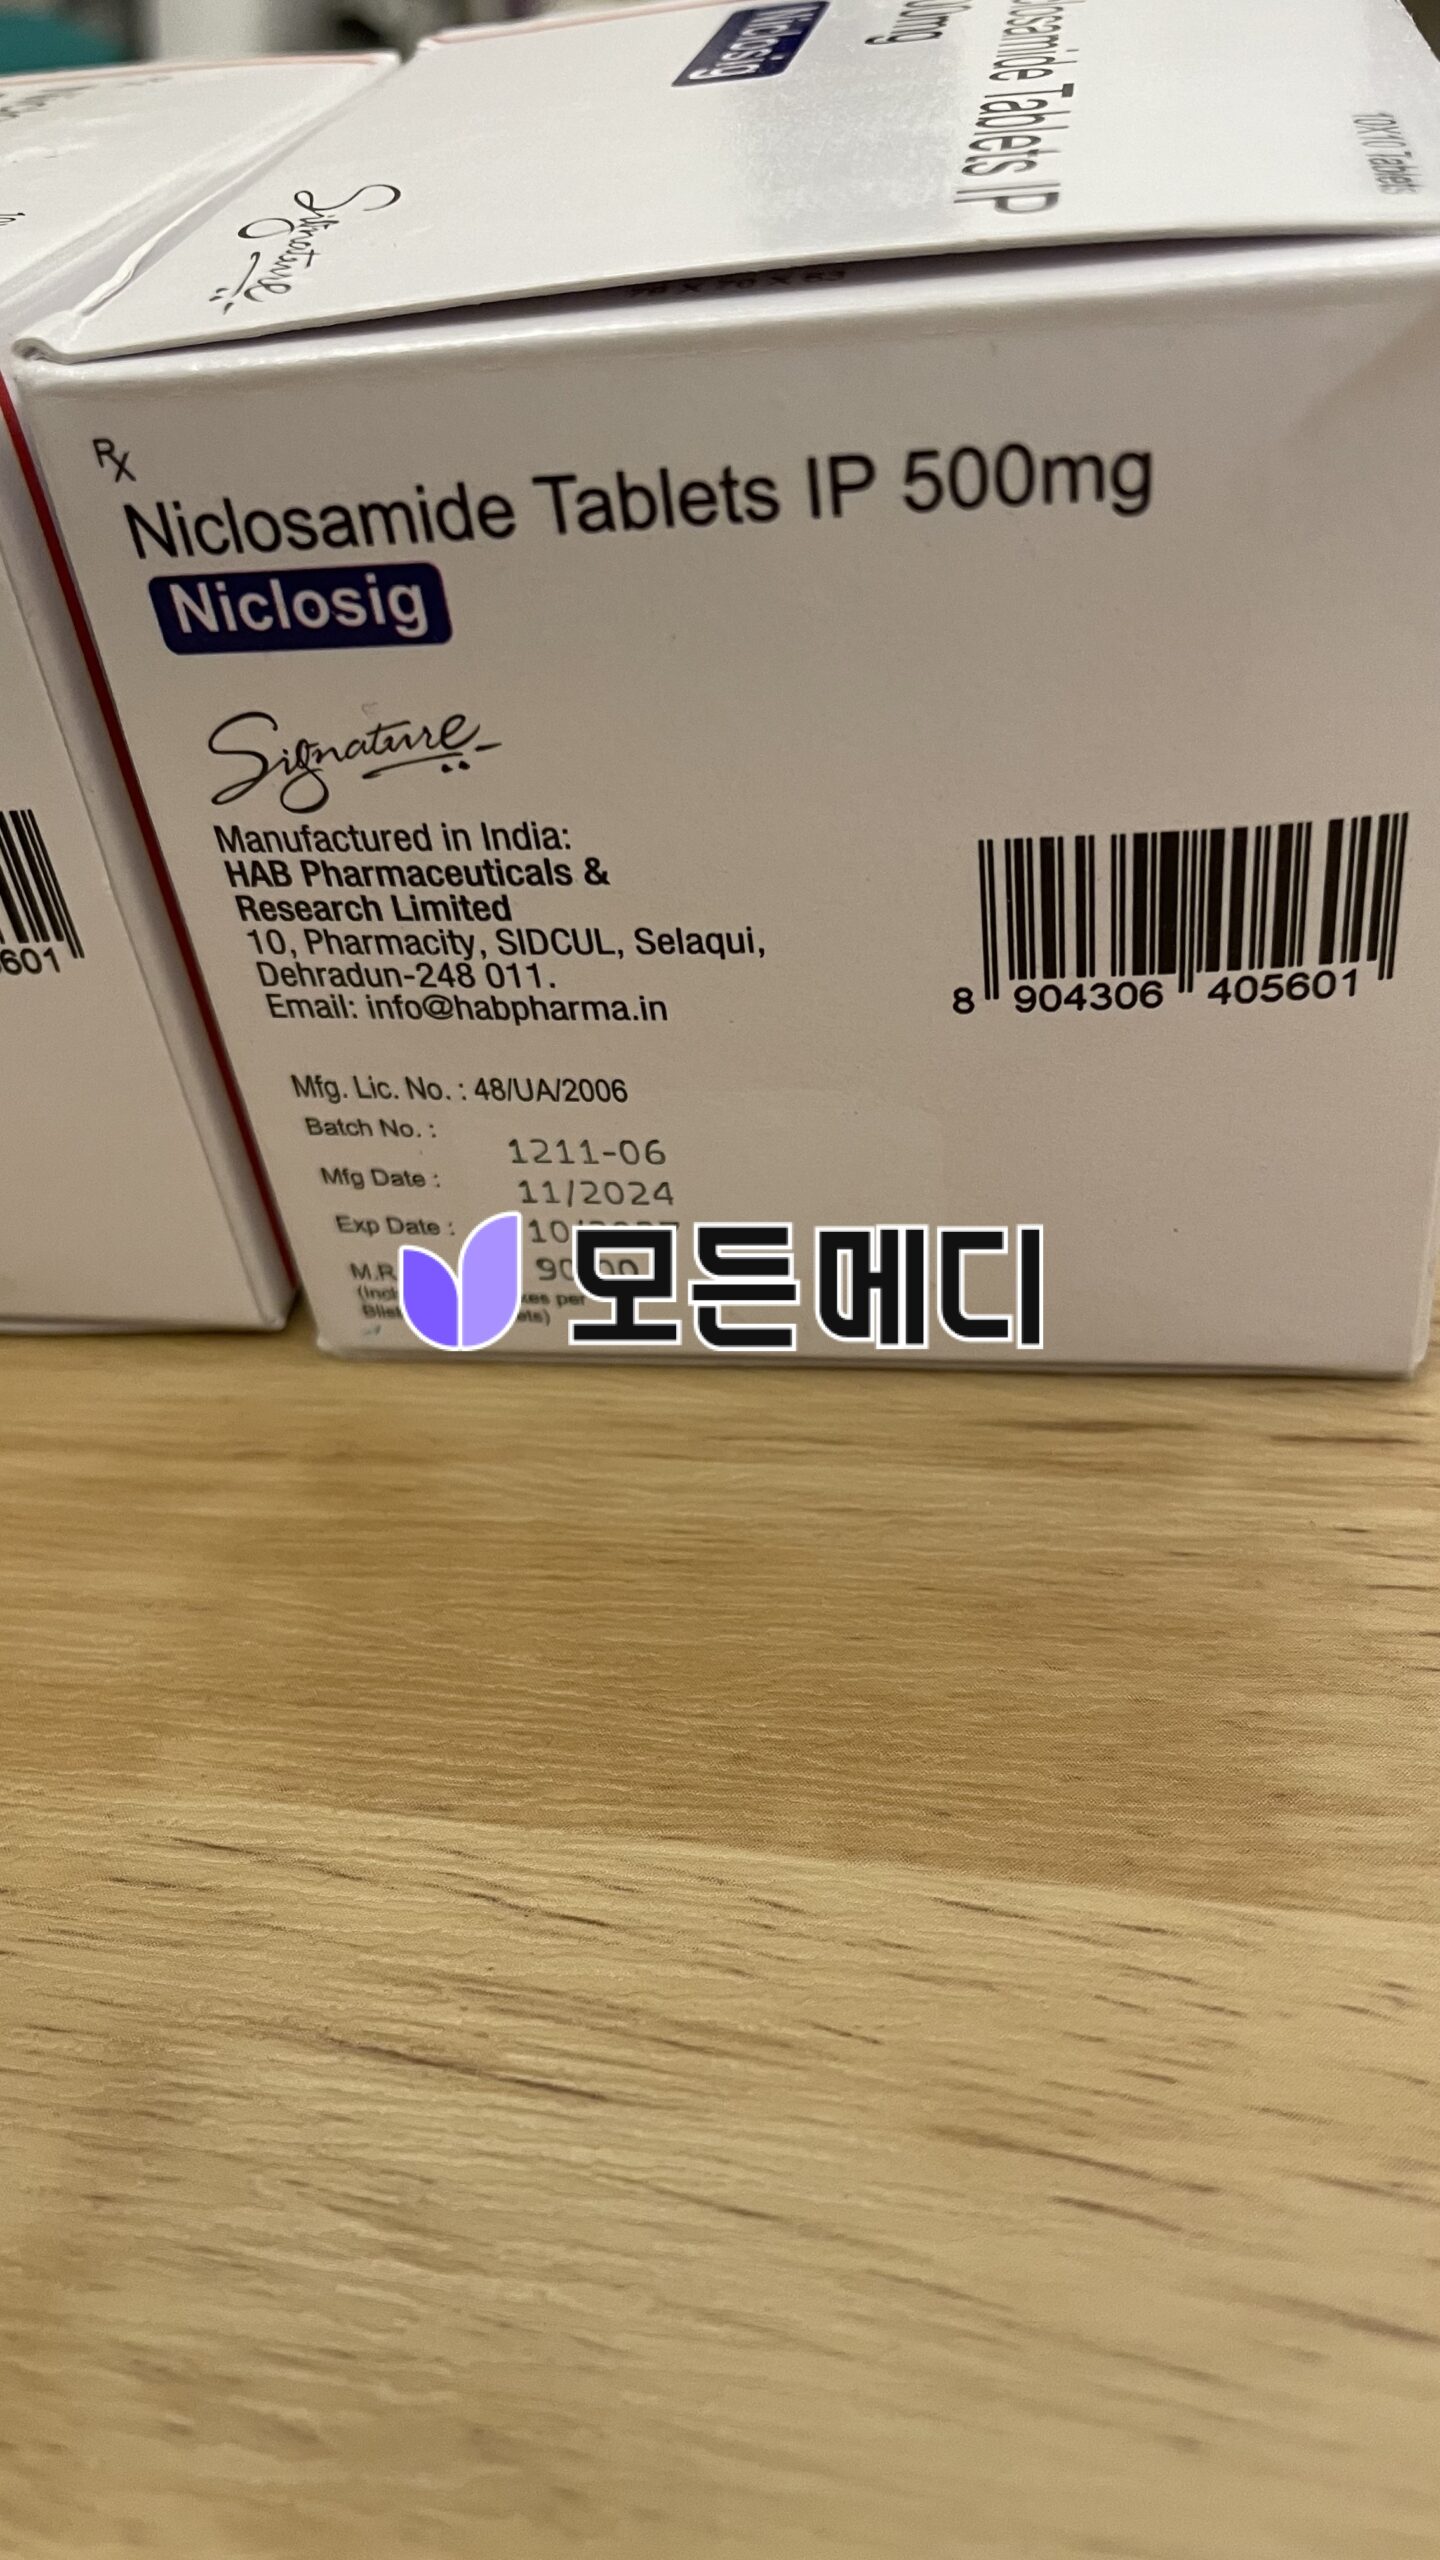 Niclosig
Tablets IP
10X10 Tablets
Signature
Rx
Niclosamide Tablets IP 500mg
Niclosig
Signature
Manufactured in India:
HAB Pharmaceuticals &
Research Limited
10, Pharmacity, SIDCUL, Selaqui,
Dehradun-248 011.
Email: info@habpharma.in
8 904306 405601
Mfg. Lic. No. : 48/UA/2006
Batch No. : 1211-06
Mfg Date : 11/2024
Exp Date :
모든메디
601